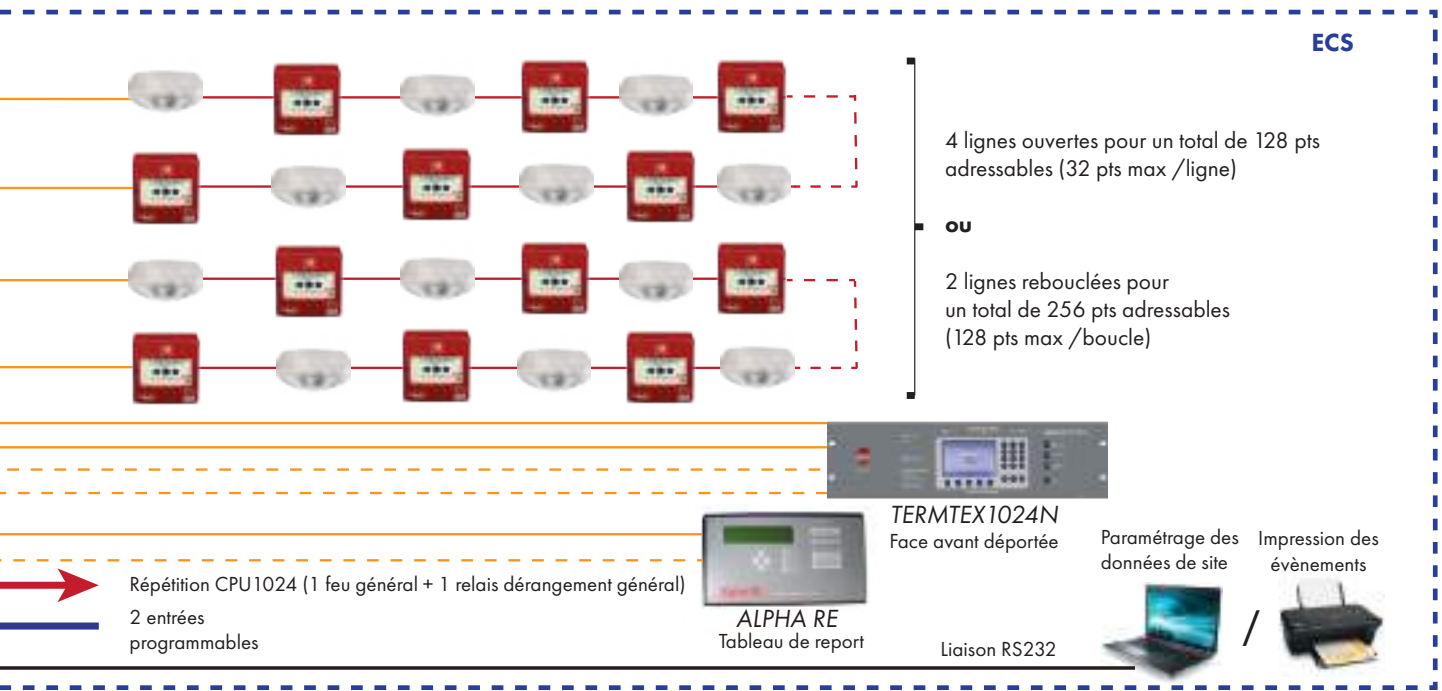 ECS
4 lignes ouvertes pour un total de 128 pts
adressables (32 pts max /ligne)
ou
2 lignes rebouclées pour
un total de 256 pts adressables
(128 pts max /boucle)
TERMTEX1024N
Face avant déportée
Paramétrage des
données de site
Impression des
évènements
Répétition CPU1024 (1 feu général + 1 relais dérangement général)
2 entrées
programmables
ALPHA RE
Tableau de report
Liaison RS232
/